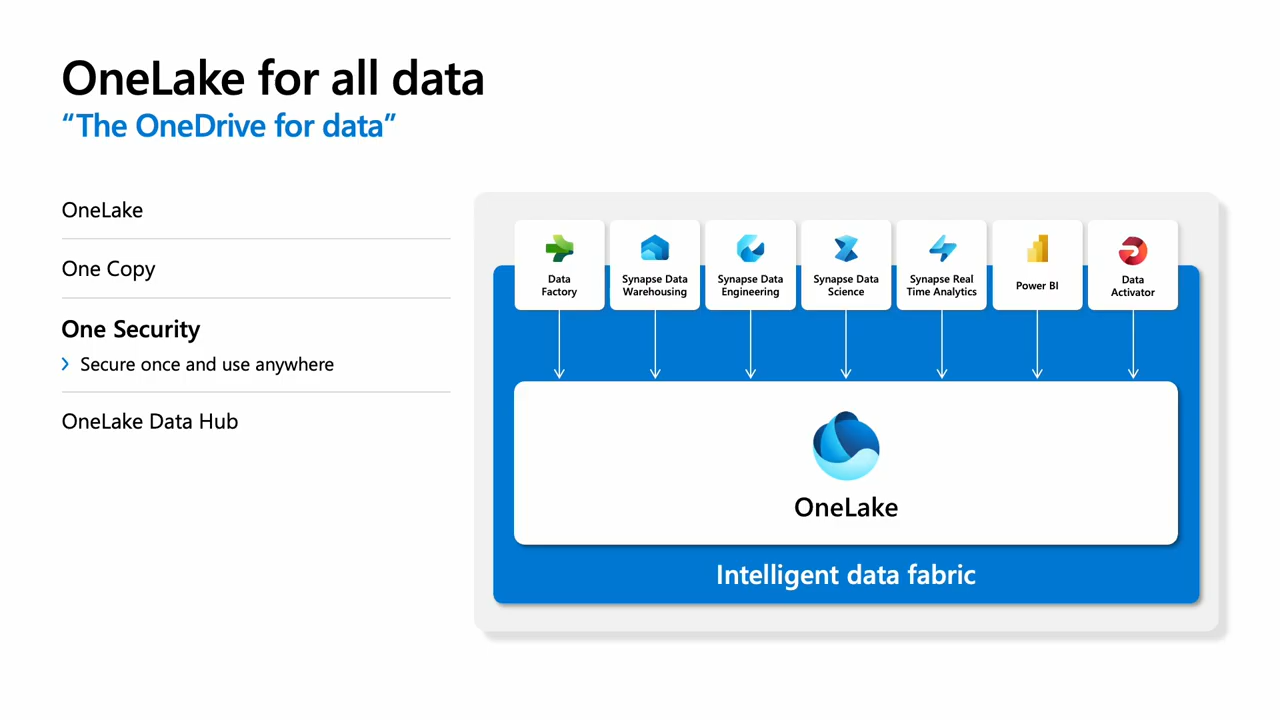 OneLake for all data
“The OneDrive for data”
OneLake
One Copy
One Security
Secure once and use anywhere
OneLake Data Hub
Data
Factory
Synapse Data
Warehousing
Synapse Data
Engineering
Synapse Data
Science
Synapse Real
Time Analytics
Power BI
Data
Activator
OneLake
Intelligent data fabric